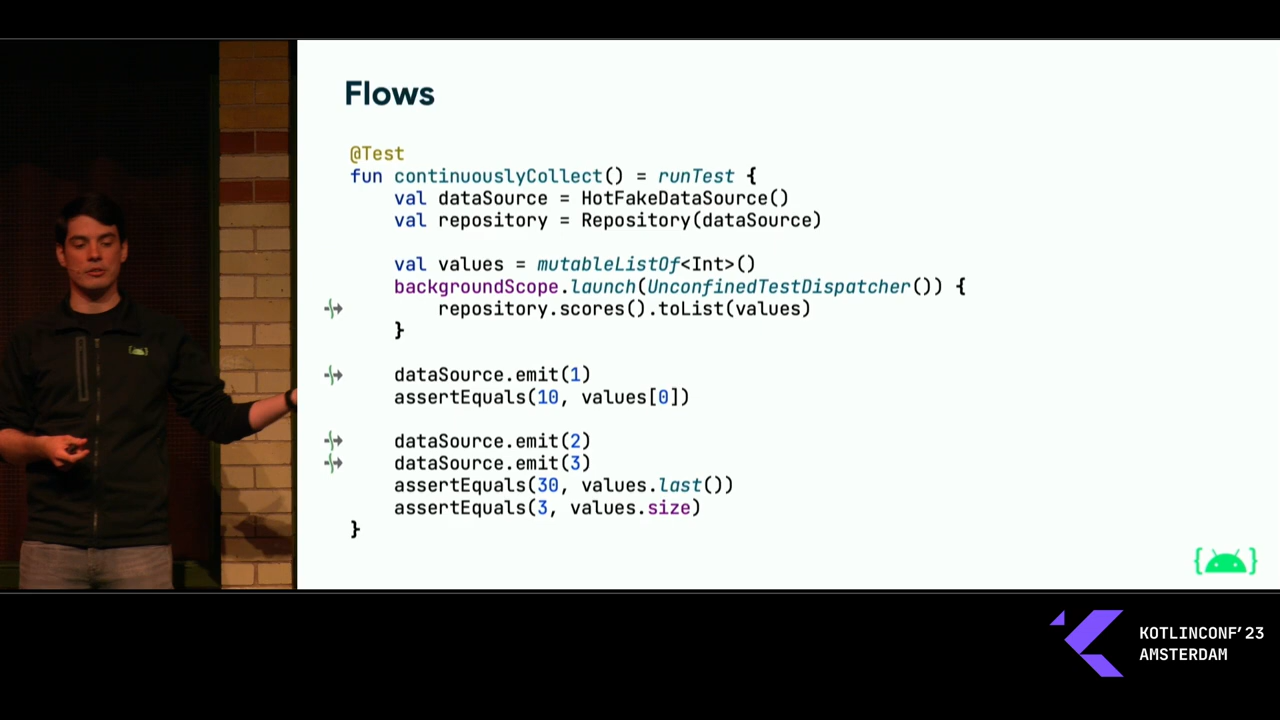 Flows
@Test
fun continuouslyCollect() = runTest {
    val dataSource = HotFakeDataSource()
    val repository = Repository(dataSource)

    val values = mutableListOf<Int>()
    backgroundScope.launch(UnconfinedTestDispatcher()) {
        repository.scores().toList(values)
    }

    dataSource.emit(1)
    assertEquals(10, values[0])

    dataSource.emit(2)
    dataSource.emit(3)
    assertEquals(30, values.last())
    assertEquals(3, values.size)
}
KOTLINCONF'23
AMSTERDAM